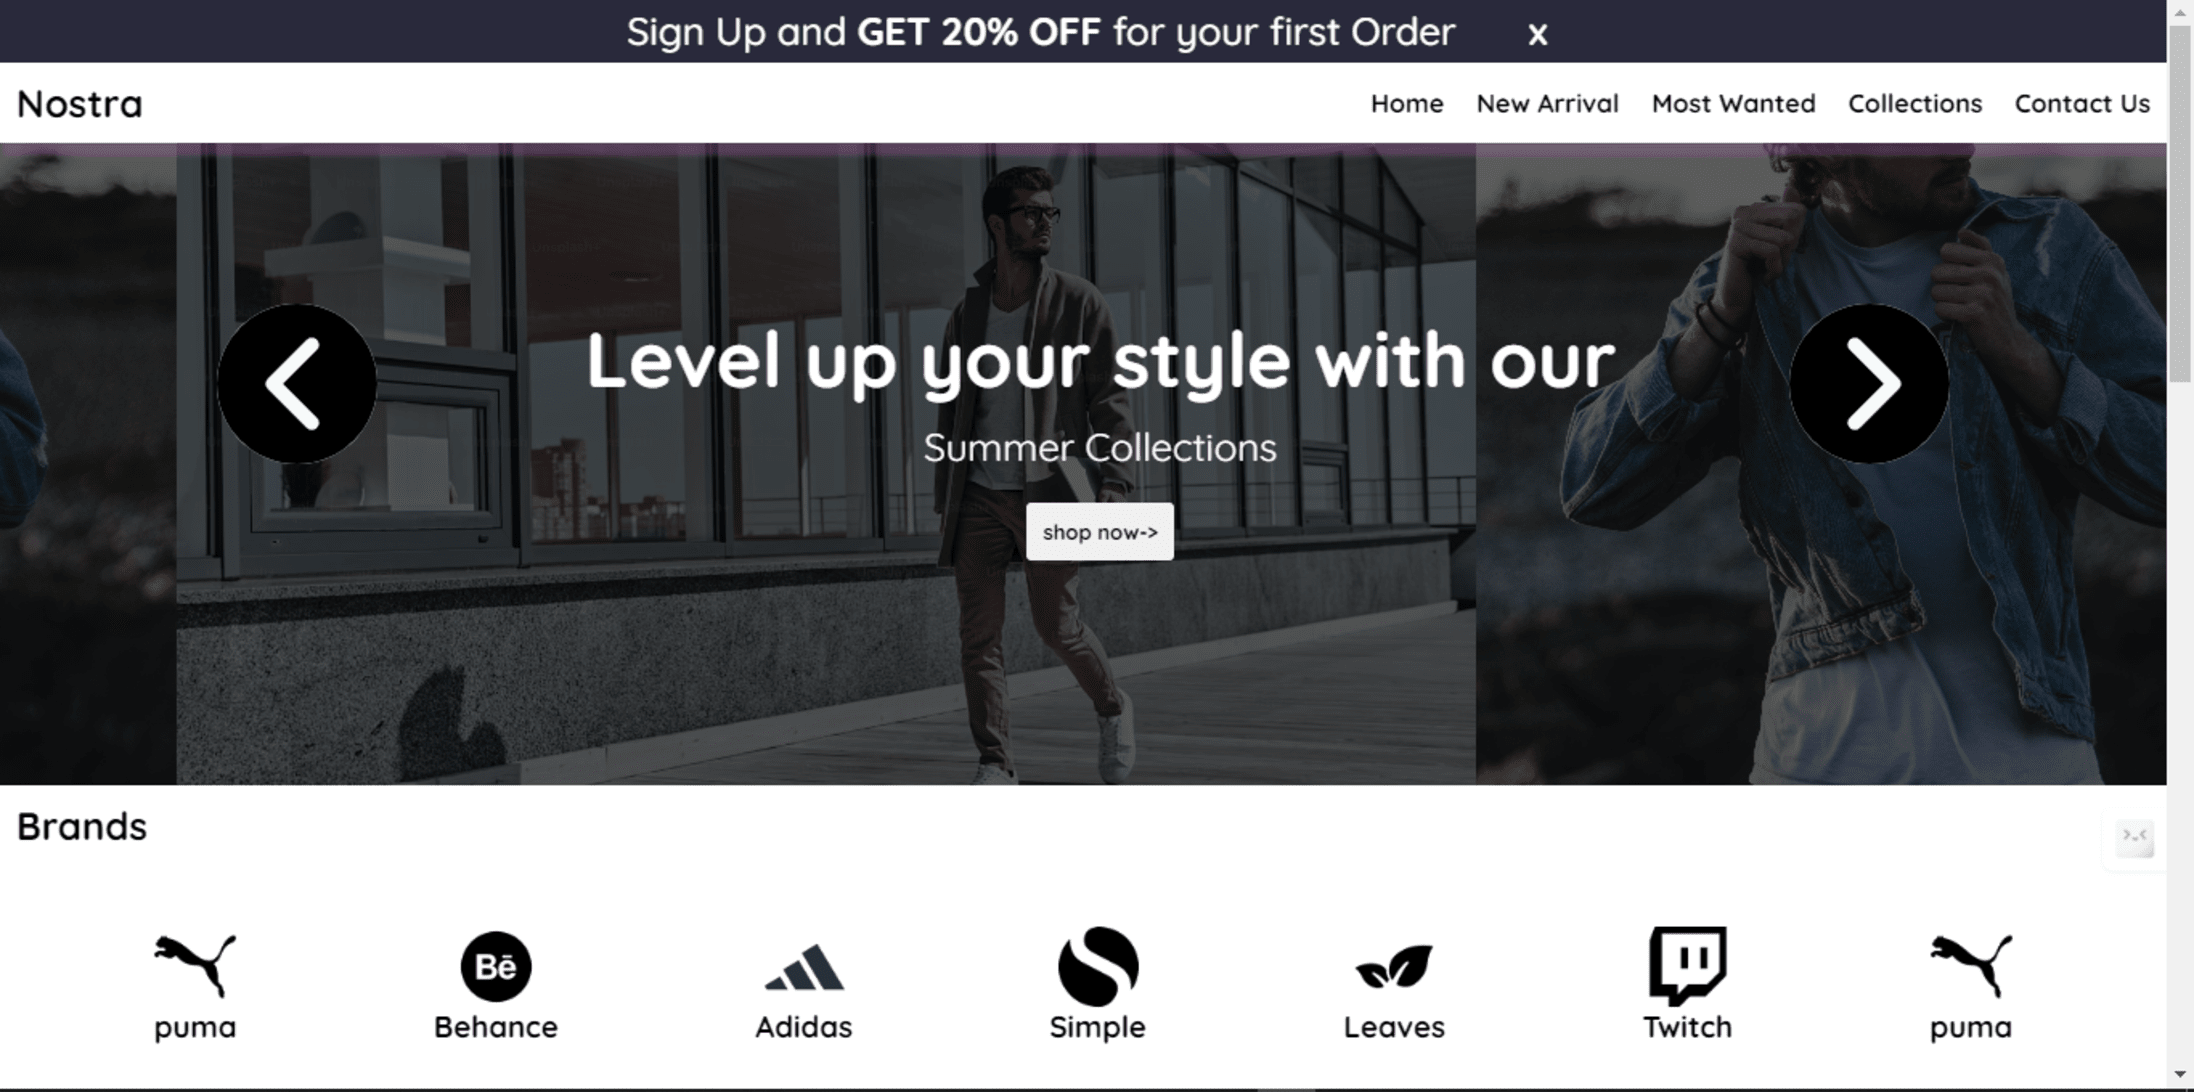 Sign Up and GET 20% OFF for your first Order x
Nostra
Home New Arrival Most Wanted Collections Contact Us
Level up your style with our
Summer Collections
shop now->
Brands
Bē
puma Behance Adidas Simple Leaves Twitch puma